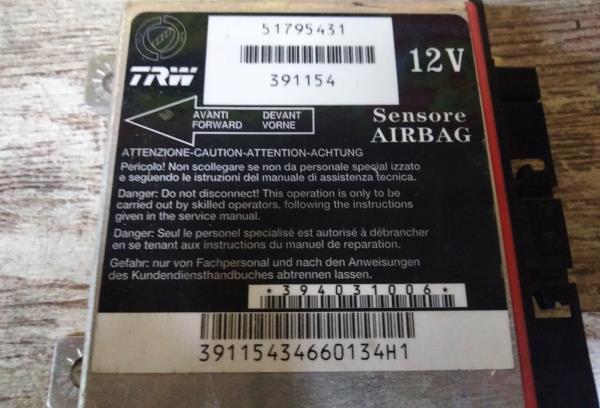 51795431
391154
12V
TRW
AVANTI DEVANT
FORWARD VORNE
Sensore
AIRBAG
ATTENZIONE-CAUTION-ATTENTION-ACHTUNG
Pericolo! Non scollegare se non da personale special izzato
e seguendo le istruzioni del manuale di assistenza tecnica.
Danger: Do not disconnect! This operation is only to be
carried out by skilled operators, following the instructions
given in the service manual.
Danger: Seul le personel specialisé est autorisé à débrancher
en se tenant aux instructions du manuel de reparation.
Gefahr: nur von Fachpersonal und nach den Anweisungen
des Kundendiensthandbuches abtrennen lassen.
*394031006*
39115434660134H1